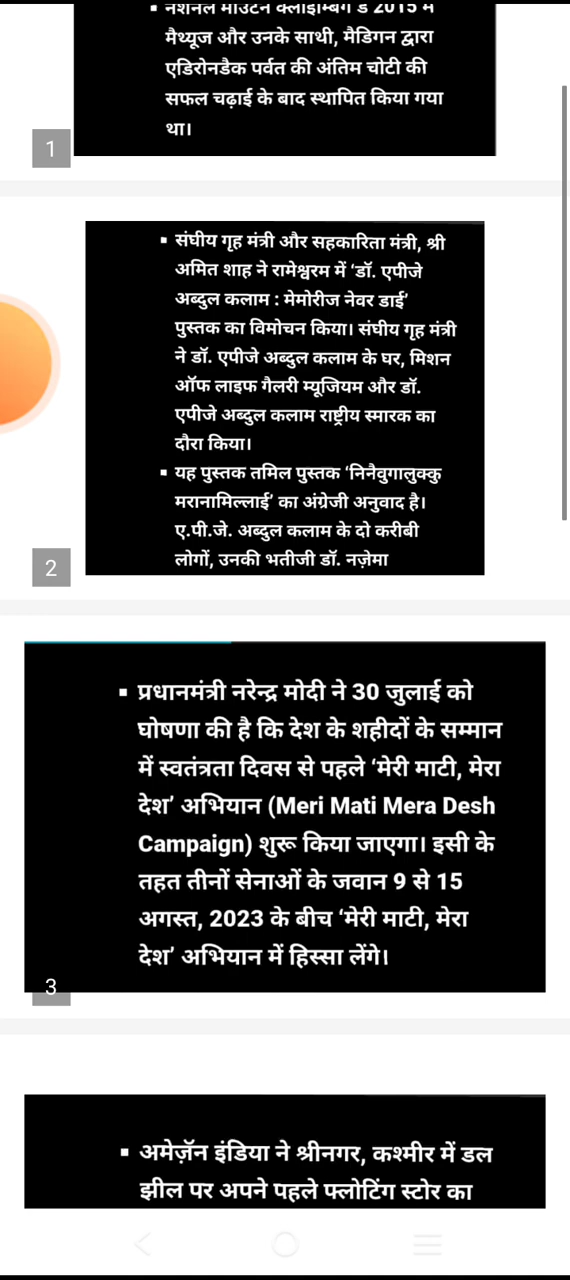 ▪ नेशनल माउंटेन क्लाइम्बिंग डे 2015 में
मैथ्यूज और उनके साथी, मैडिगन द्वारा
एडिरोनडैक पर्वत की अंतिम चोटी की
सफल चढ़ाई के बाद स्थापित किया गया
था।
1
▪ संघीय गृह मंत्री और सहकारिता मंत्री, श्री
अमित शाह ने रामेश्वरम में ‘डॉ. एपीजे
अब्दुल कलाम : मेमोरीज नेवर डाई’
पुस्तक का विमोचन किया। संघीय गृह मंत्री
ने डॉ. एपीजे अब्दुल कलाम के घर, मिशन
ऑफ लाइफ गैलरी म्यूजियम और डॉ.
एपीजे अब्दुल कलाम राष्ट्रीय स्मारक का
दौरा किया।
▪ यह पुस्तक तमिल पुस्तक ‘निनैवुगालुक्कु
मरानामिल्लाई’ का अंग्रेजी अनुवाद है।
ए.पी.जे. अब्दुल कलाम के दो करीबी
लोगों, उनकी भतीजी डॉ. नज़ेमा
2
▪ प्रधानमंत्री नरेन्द्र मोदी ने 30 जुलाई को
घोषणा की है कि देश के शहीदों के सम्मान
में स्वतंत्रता दिवस से पहले ‘मेरी माटी, मेरा
देश’ अभियान (Meri Mati Mera Desh
Campaign) शुरू किया जाएगा। इसी के
तहत तीनों सेनाओं के जवान 9 से 15
अगस्त, 2023 के बीच ‘मेरी माटी, मेरा
देश’ अभियान में हिस्सा लेंगे।
3
▪ अमेज़ॅन इंडिया ने श्रीनगर, कश्मीर में डल
झील पर अपने पहले फ्लोटिंग स्टोर का